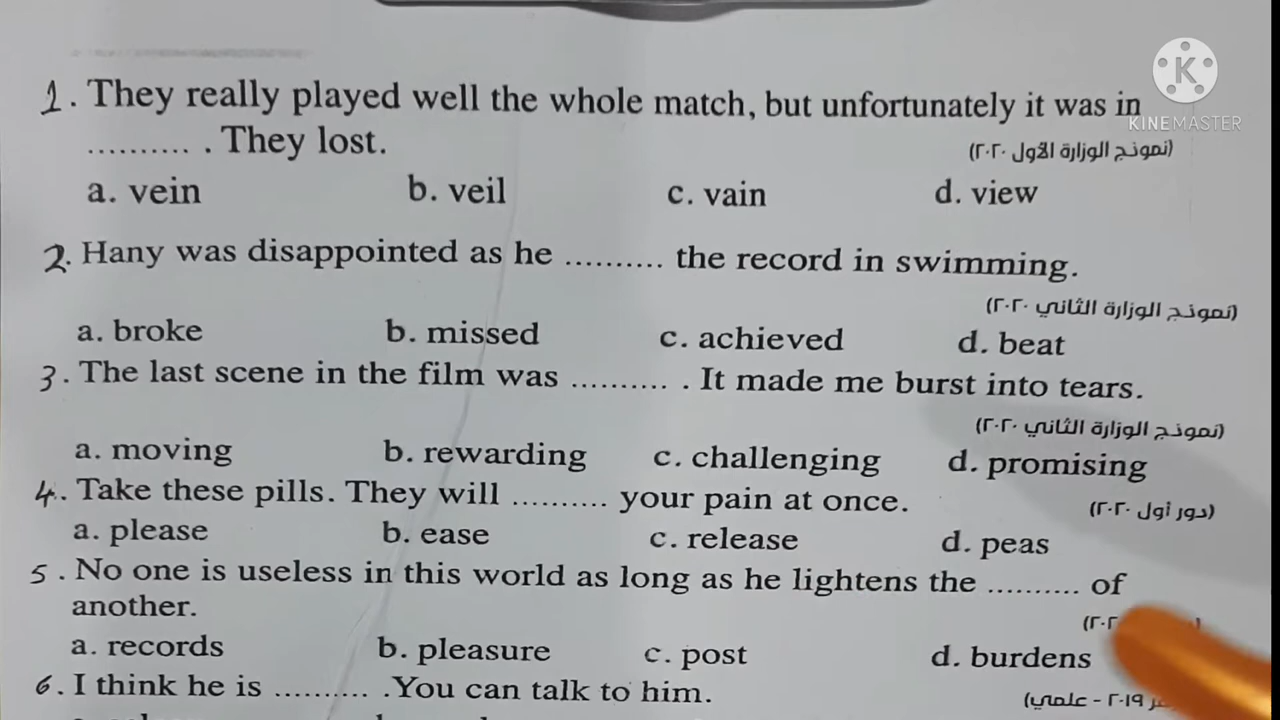 1. They really played well the whole match, but unfortunately it was in
.......... . They lost.
(نموذج الوزارة الأول ٢٠٢٠)
a. vein b. veil c. vain d. view
2. Hany was disappointed as he .......... the record in swimming.
(نموذج الوزارة الثاني ٢٠٢٠)
a. broke b. missed c. achieved d. beat
3. The last scene in the film was .......... . It made me burst into tears.
(نموذج الوزارة الثاني ٢٠٢٠)
a. moving b. rewarding c. challenging d. promising
4. Take these pills. They will .......... your pain at once.
(دور أول ٢٠٢٠)
a. please b. ease c. release d. peas
5. No one is useless in this world as long as he lightens the .......... of
another.
a. records b. pleasure c. post d. burdens
6. I think he is .......... .You can talk to him.
٢٠١٩ - علمي)
K
KINEMASTER